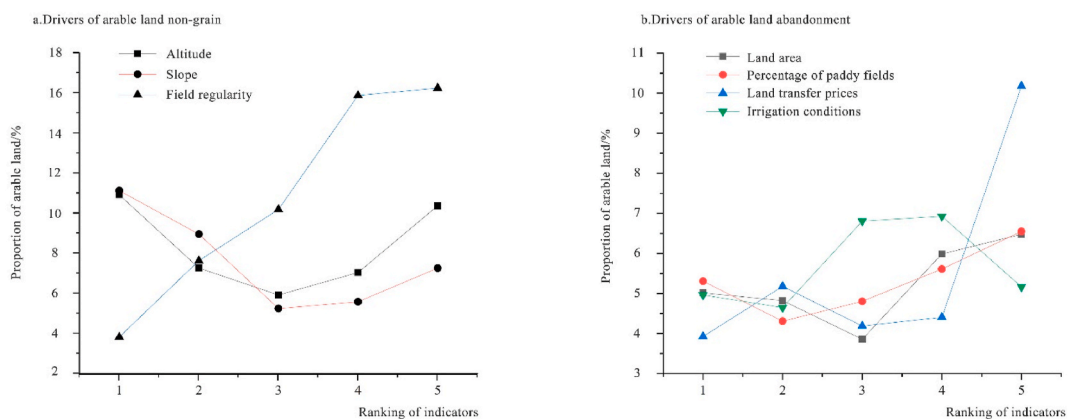 a.Drivers of arable land non-grain
18
16
14
12
10
8
6
4
2
Proportion of arable land/%
Altitude
Slope
Field regularity
1 2 3 4 5
Ranking of indicators
b.Drivers of arable land abandonment
11
10
9
8
7
6
5
4
3
Proportion of arable land/%
Land area
Percentage of paddy fields
Land transfer prices
Irrigation conditions
1 2 3 4 5
Ranking of indicators